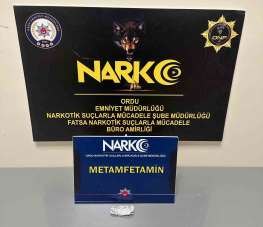 NARKO
ORDU
EMNİYET MÜDÜRLÜĞÜ
NARKOTİK SUÇLARLA MÜCADELE ŞUBE MÜDÜRLÜĞÜ
FATSA NARKOTİK SUÇLARLA MÜCADELE
BÜRO AMİRLİĞİ
NARKO
METAMFETAMİN